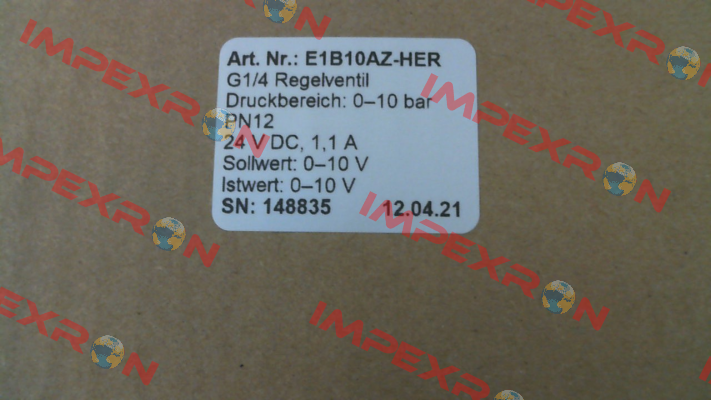 Art. Nr.: E1B10AZ-HER
G1/4 Regelventil
Druckbereich: 0–10 bar
PN12
24 V DC, 1,1 A
Sollwert: 0–10 V
Istwert: 0–10 V
SN: 148835 12.04.21
IMPEXRON
IMPEXRON
IMPEXRON
IMPEXRON
IMPEXRON
IMPEXRON
IMPEXRON